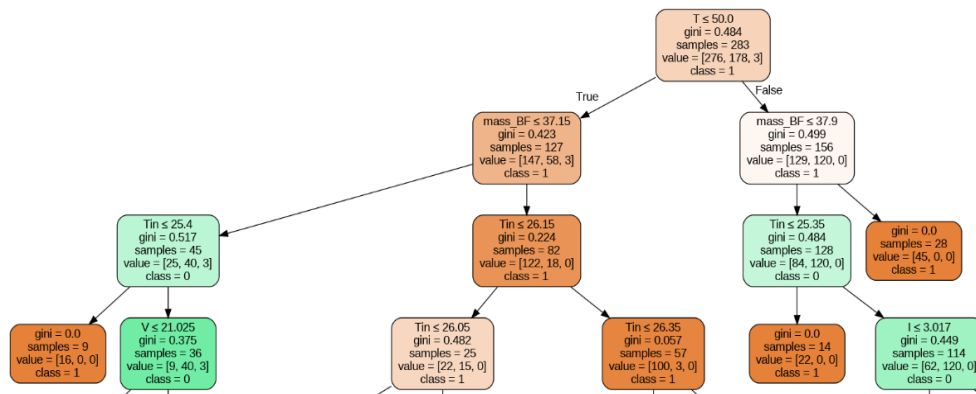 T ≤ 50.0
gini = 0.484
samples = 283
value = [276, 178, 3]
class = 1
True
False
mass_BF ≤ 37.15
gini = 0.423
samples = 127
value = [147, 58, 3]
class = 1
mass_BF ≤ 37.9
gini = 0.499
samples = 156
value = [129, 120, 0]
class = 1
Tin ≤ 25.4
gini = 0.517
samples = 45
value = [25, 40, 3]
class = 0
Tin ≤ 26.15
gini = 0.224
samples = 82
value = [122, 18, 0]
class = 1
Tin ≤ 25.35
gini = 0.484
samples = 128
value = [84, 120, 0]
class = 0
gini = 0.0
samples = 28
value = [45, 0, 0]
class = 1
gini = 0.0
samples = 9
value = [16, 0, 0]
class = 1
V ≤ 21.025
gini = 0.375
samples = 36
value = [9, 40, 3]
class = 0
Tin ≤ 26.05
gini = 0.482
samples = 25
value = [22, 15, 0]
class = 1
Tin ≤ 26.35
gini = 0.057
samples = 57
value = [100, 3, 0]
class = 1
gini = 0.0
samples = 14
value = [22, 0, 0]
class = 1
I ≤ 3.017
gini = 0.449
samples = 114
value = [62, 120, 0]
class = 0